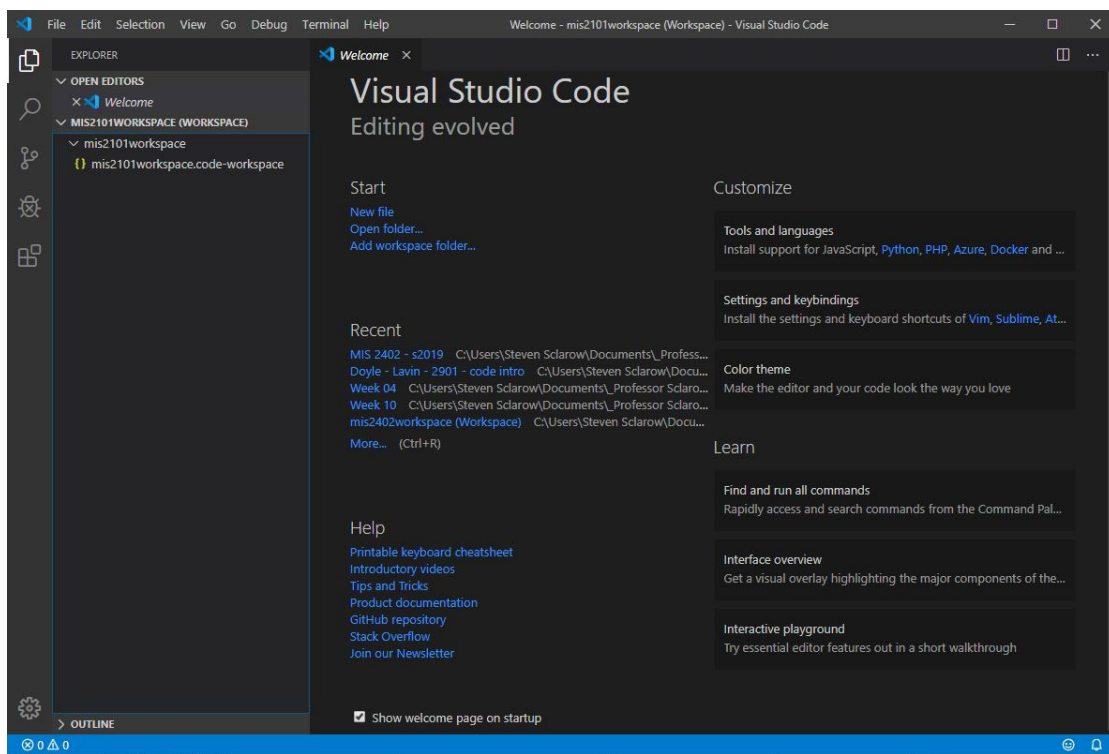 File Edit Selection View Go Debug Terminal Help Welcome - mis2101workspace (Workspace) - Visual Studio Code
EXPLORER
OPEN EDITORS
Welcome
MIS2101WORKSPACE (WORKSPACE)
mis2101workspace
{} mis2101workspace.code-workspace
OUTLINE
Welcome
Visual Studio Code
Editing evolved
Start
New file
Open folder...
Add workspace folder...
Recent
MIS 2402 - s2019 C:\Users\Steven Sclarow\Documents\_Profess...
Doyle - Lavin - 2901 - code intro C:\Users\Steven Sclarow\Docu...
Week 04 C:\Users\Steven Sclarow\Documents\_Professor Sclaro...
Week 10 C:\Users\Steven Sclarow\Documents\_Professor Sclaro...
mis2402workspace (Workspace) C:\Users\Steven Sclarow\Docu...
More... (Ctrl+R)
Help
Printable keyboard cheatsheet
Introductory videos
Tips and Tricks
Product documentation
GitHub repository
Stack Overflow
Join our Newsletter
Customize
Tools and languages
Install support for JavaScript, Python, PHP, Azure, Docker and ...
Settings and keybindings
Install the settings and keyboard shortcuts of Vim, Sublime, At...
Color theme
Make the editor and your code look the way you love
Learn
Find and run all commands
Rapidly access and search commands from the Command Pal...
Interface overview
Get a visual overlay highlighting the major components of the...
Interactive playground
Try essential editor features out in a short walkthrough
Show welcome page on startup
0 0